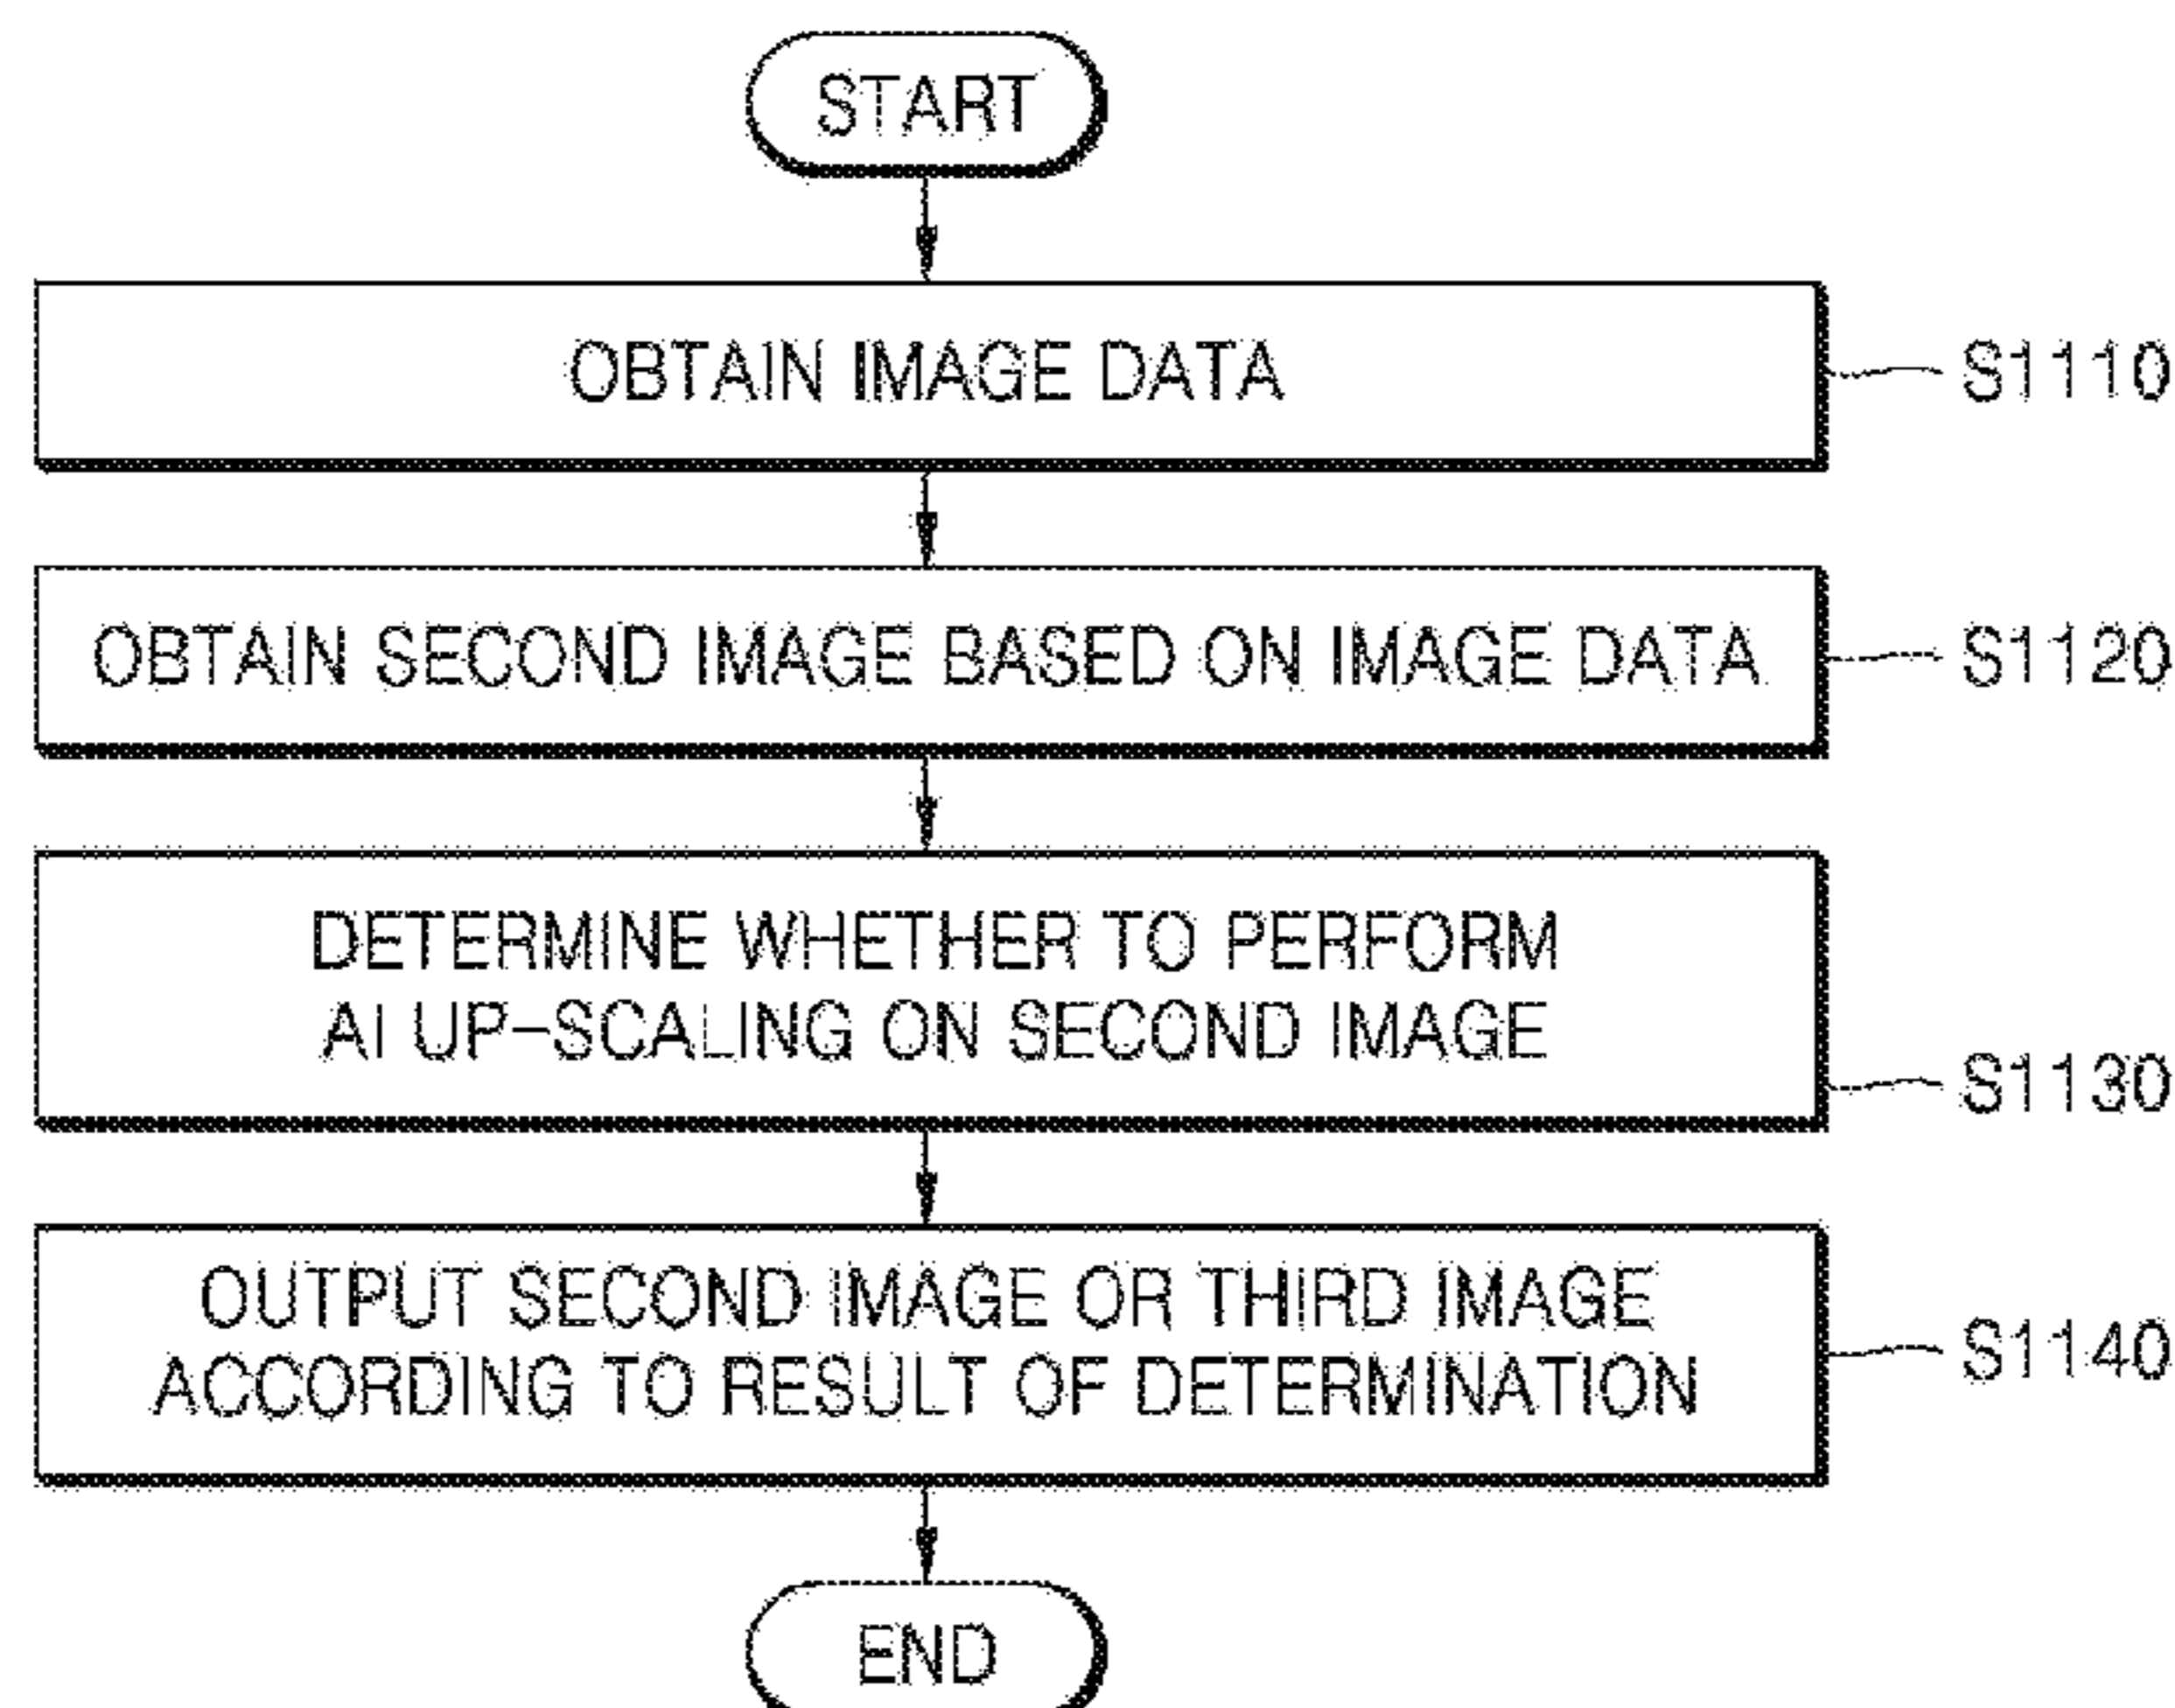 START
OBTAIN IMAGE DATA
S1110
OBTAIN SECOND IMAGE BASED ON IMAGE DATA
S1120
DETERMINE WHETHER TO PERFORM
AI UP-SCALING ON SECOND IMAGE
S1130
OUTPUT SECOND IMAGE OR THIRD IMAGE
ACCORDING TO RESULT OF DETERMINATION
S1140
END